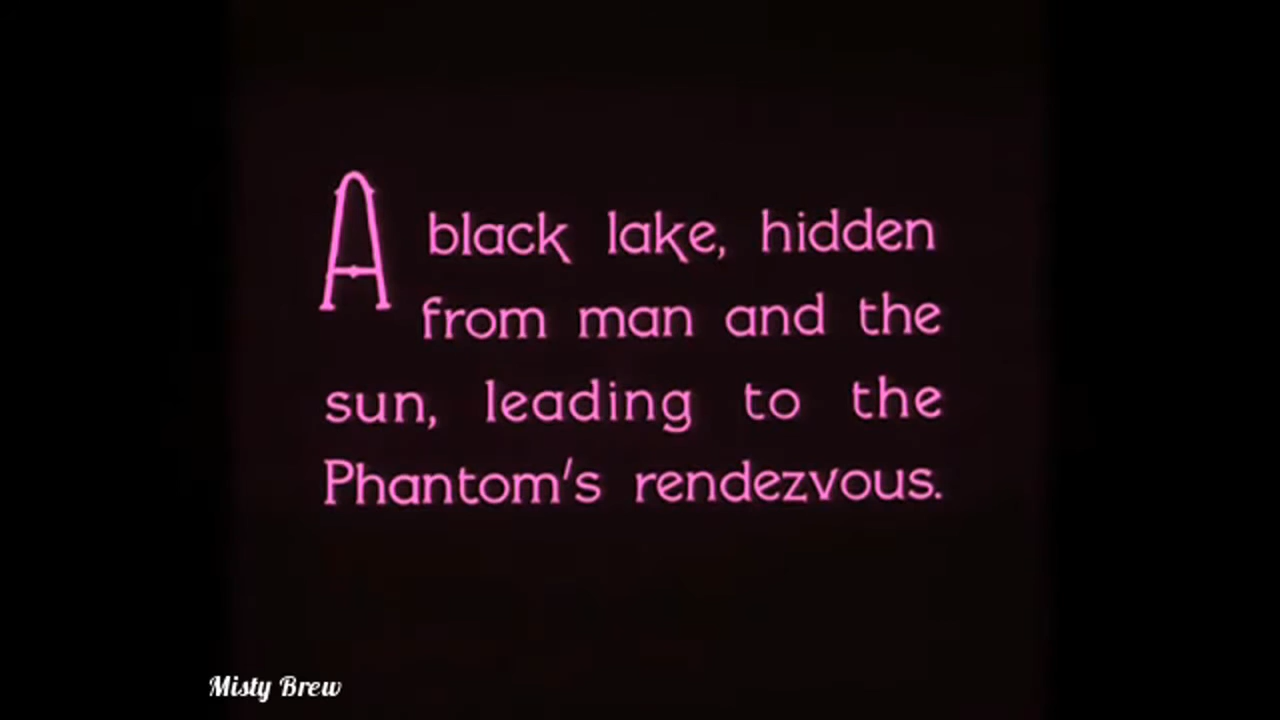 A black lake, hidden
from man and the
sun, leading to the
Phantom's rendezvous.
Misty Brew